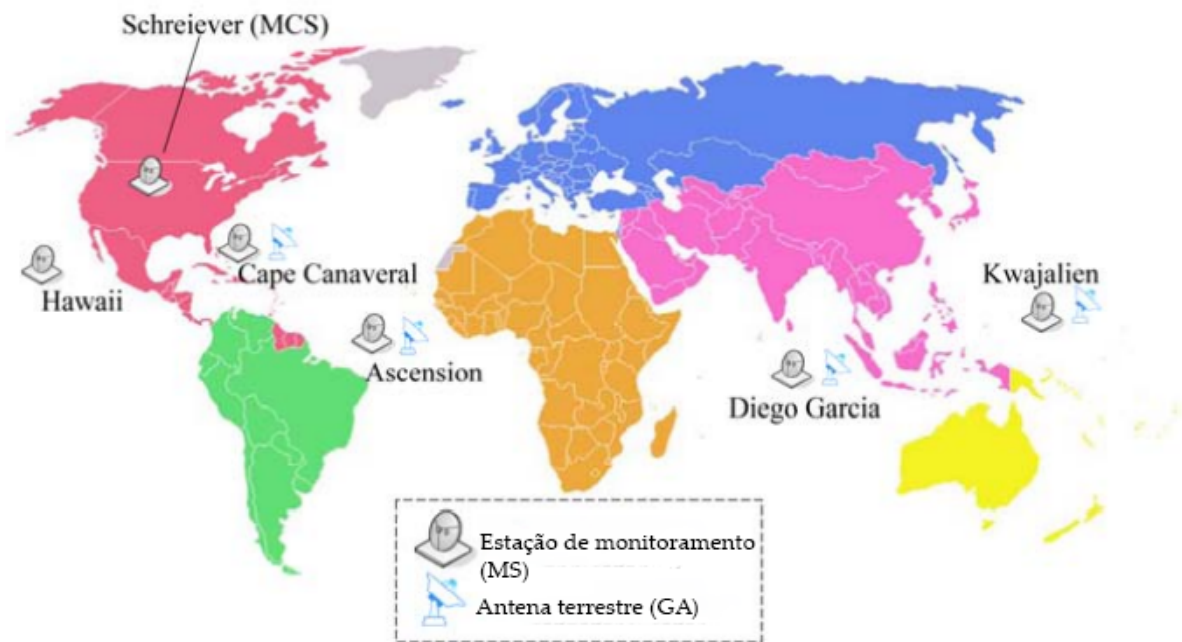 Schreiever (MCS)
Cape Canaveral
Hawaii
Kwajalien
Ascension
Diego Garcia
Estação de monitoramento
(MS)
Antena terrestre (GA)